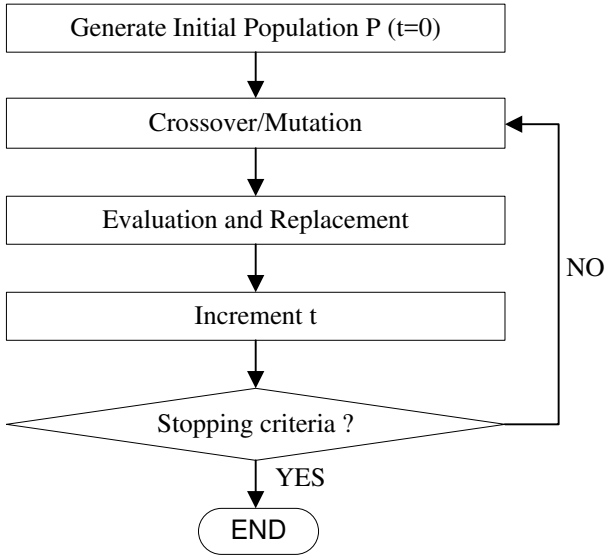 Generate Initial Population P (t=0)
Crossover/Mutation
Evaluation and Replacement
NO
Increment t
Stopping criteria ?
YES
END